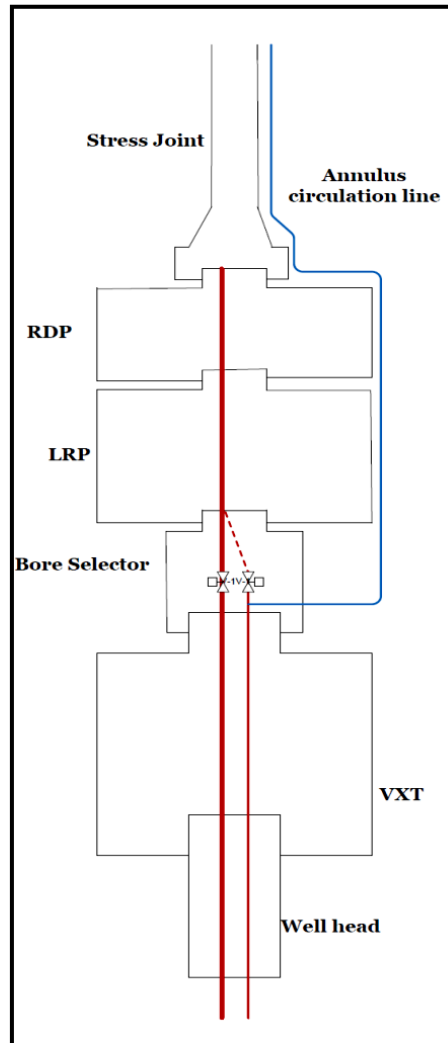 Stress Joint
Annulus
circulation line
RDP
LRP
Bore Selector
-1V-
VXT
Well head